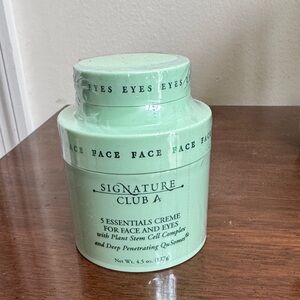 EYES EYES EYES
ACE FACE FACE FACE
SIGNATURE
CLUB A
5 ESSENTIALS CREME
FOR FACE AND EYES
with Plant Stem Cell Complex
and Deep Penetrating QuSomes®
Net Wt. 4.5 oz. (127g)